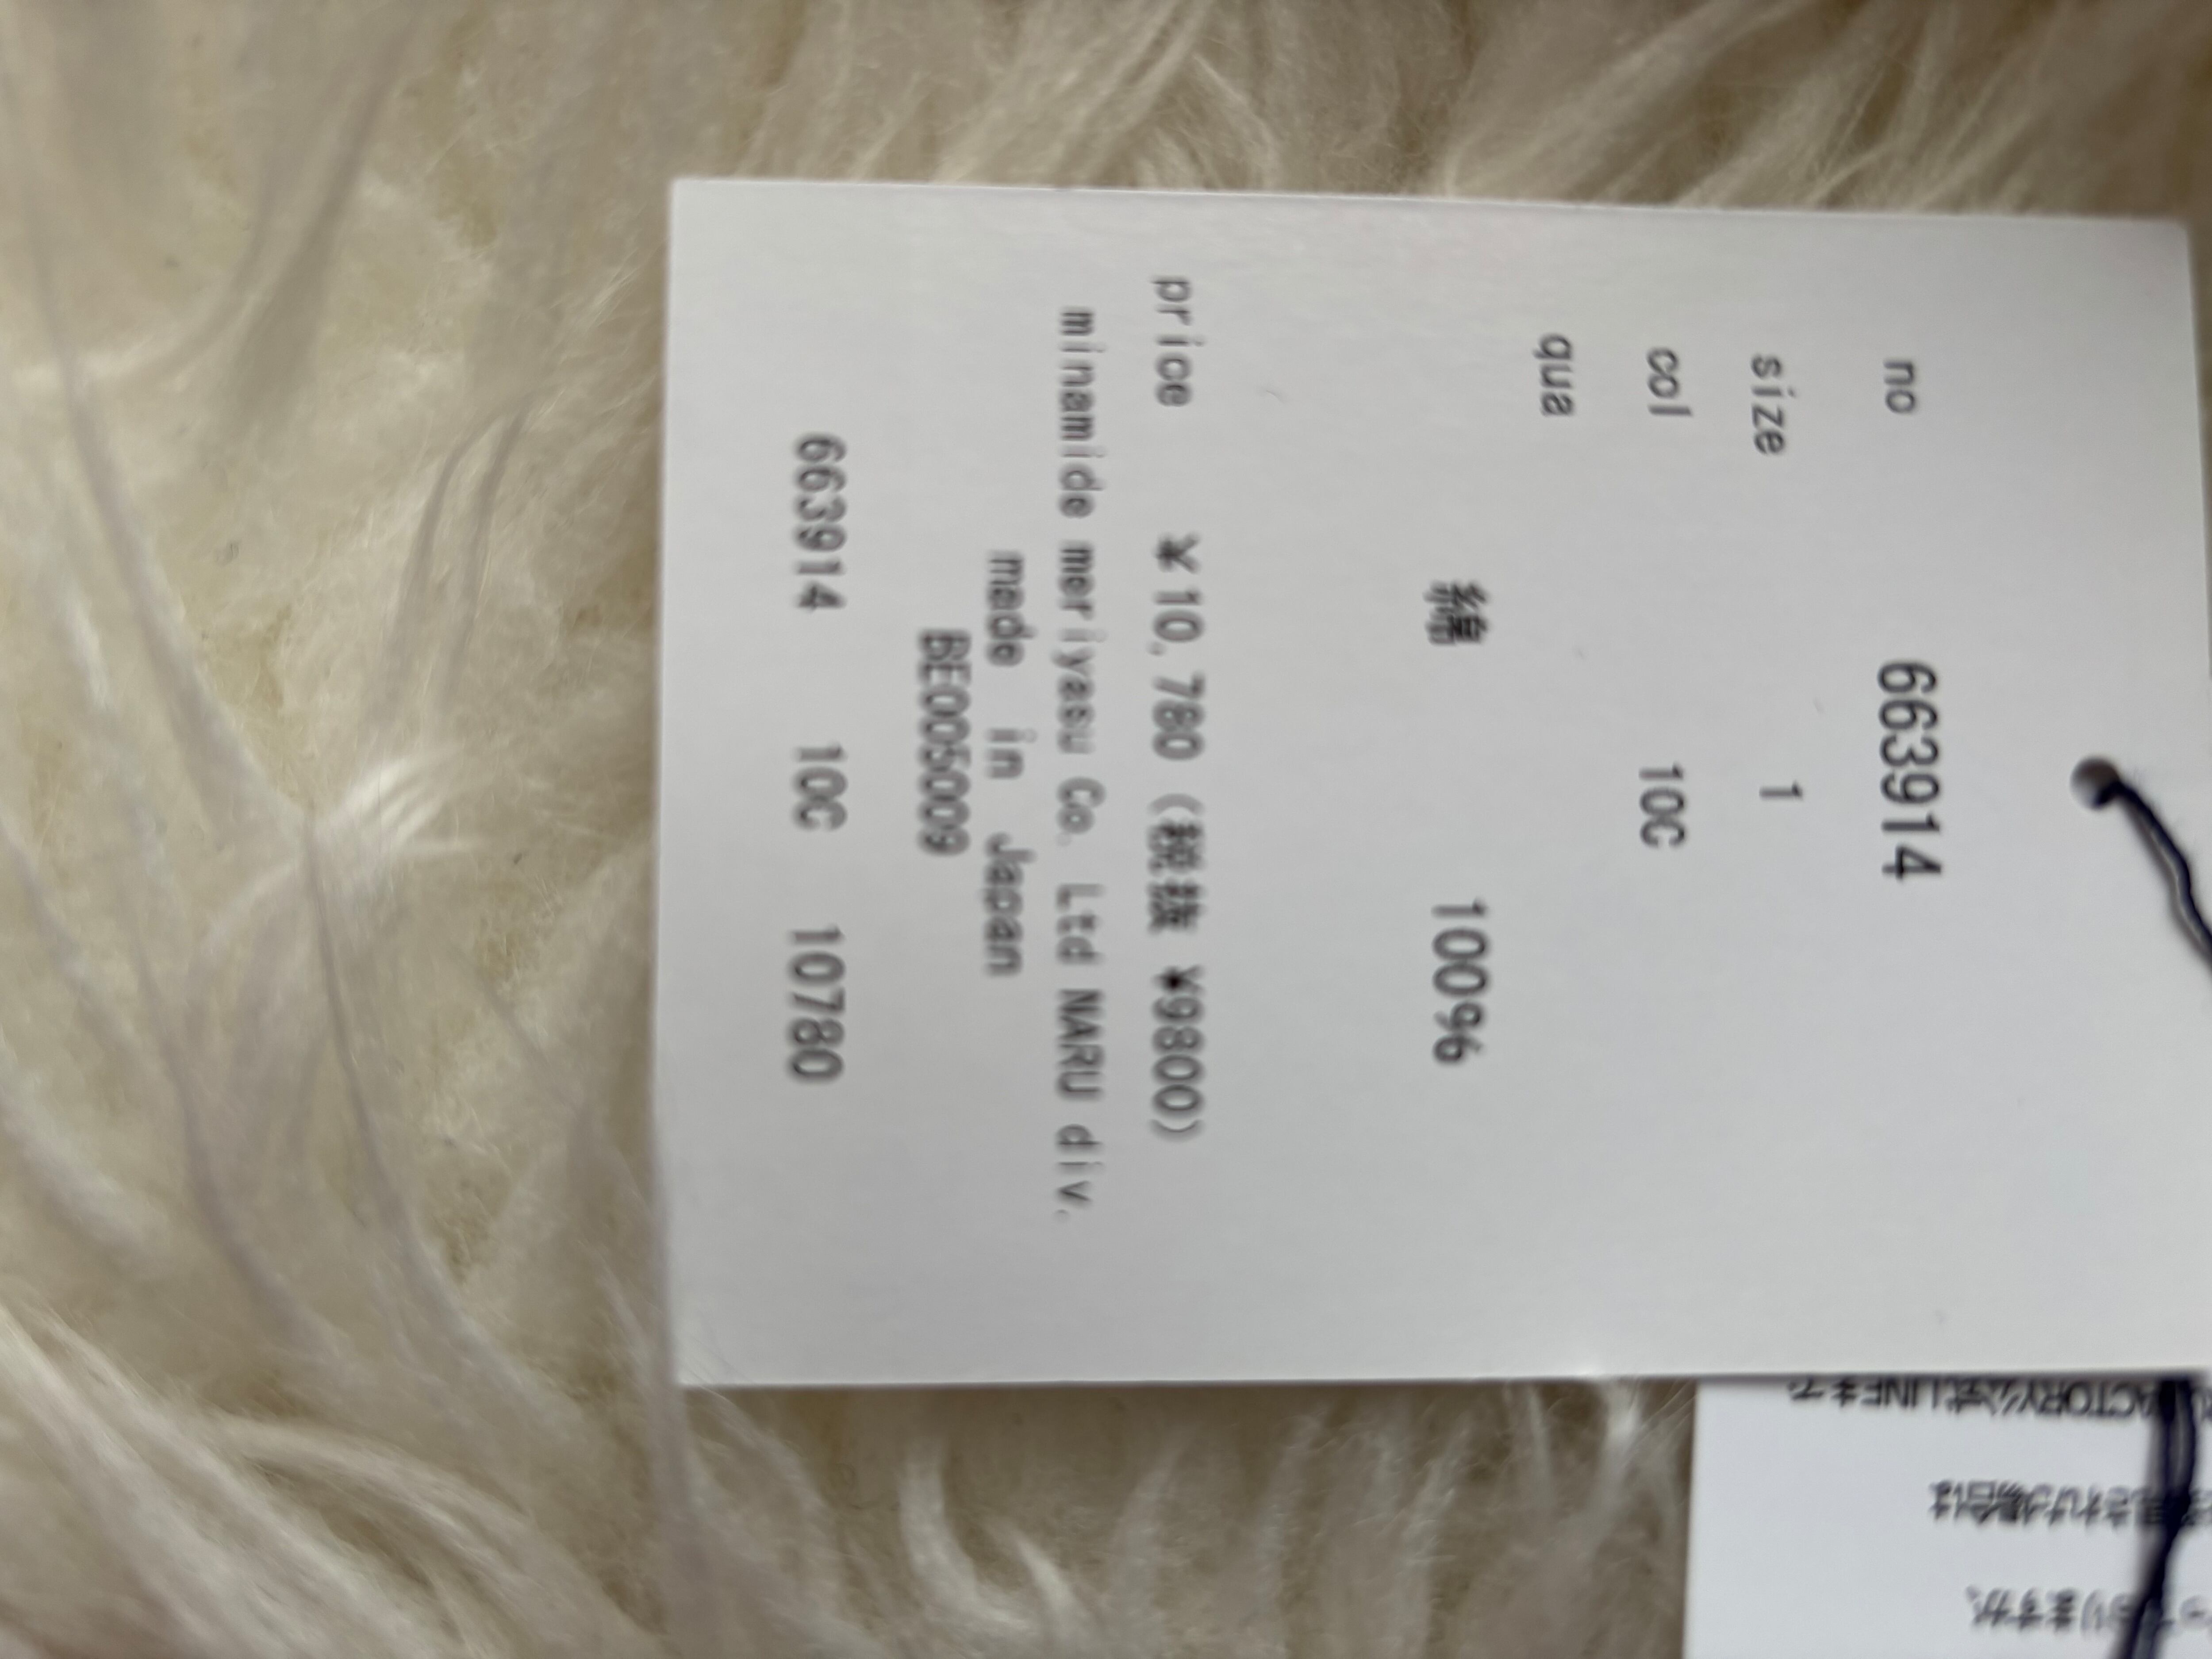 no 663914
size 1
col 10C
qua
綿 100%
price ¥10,780 (税抜 ¥9800)
minamide meriyasu Co. Ltd NARU div.
made in Japan
BE005009
663914 10C 10780